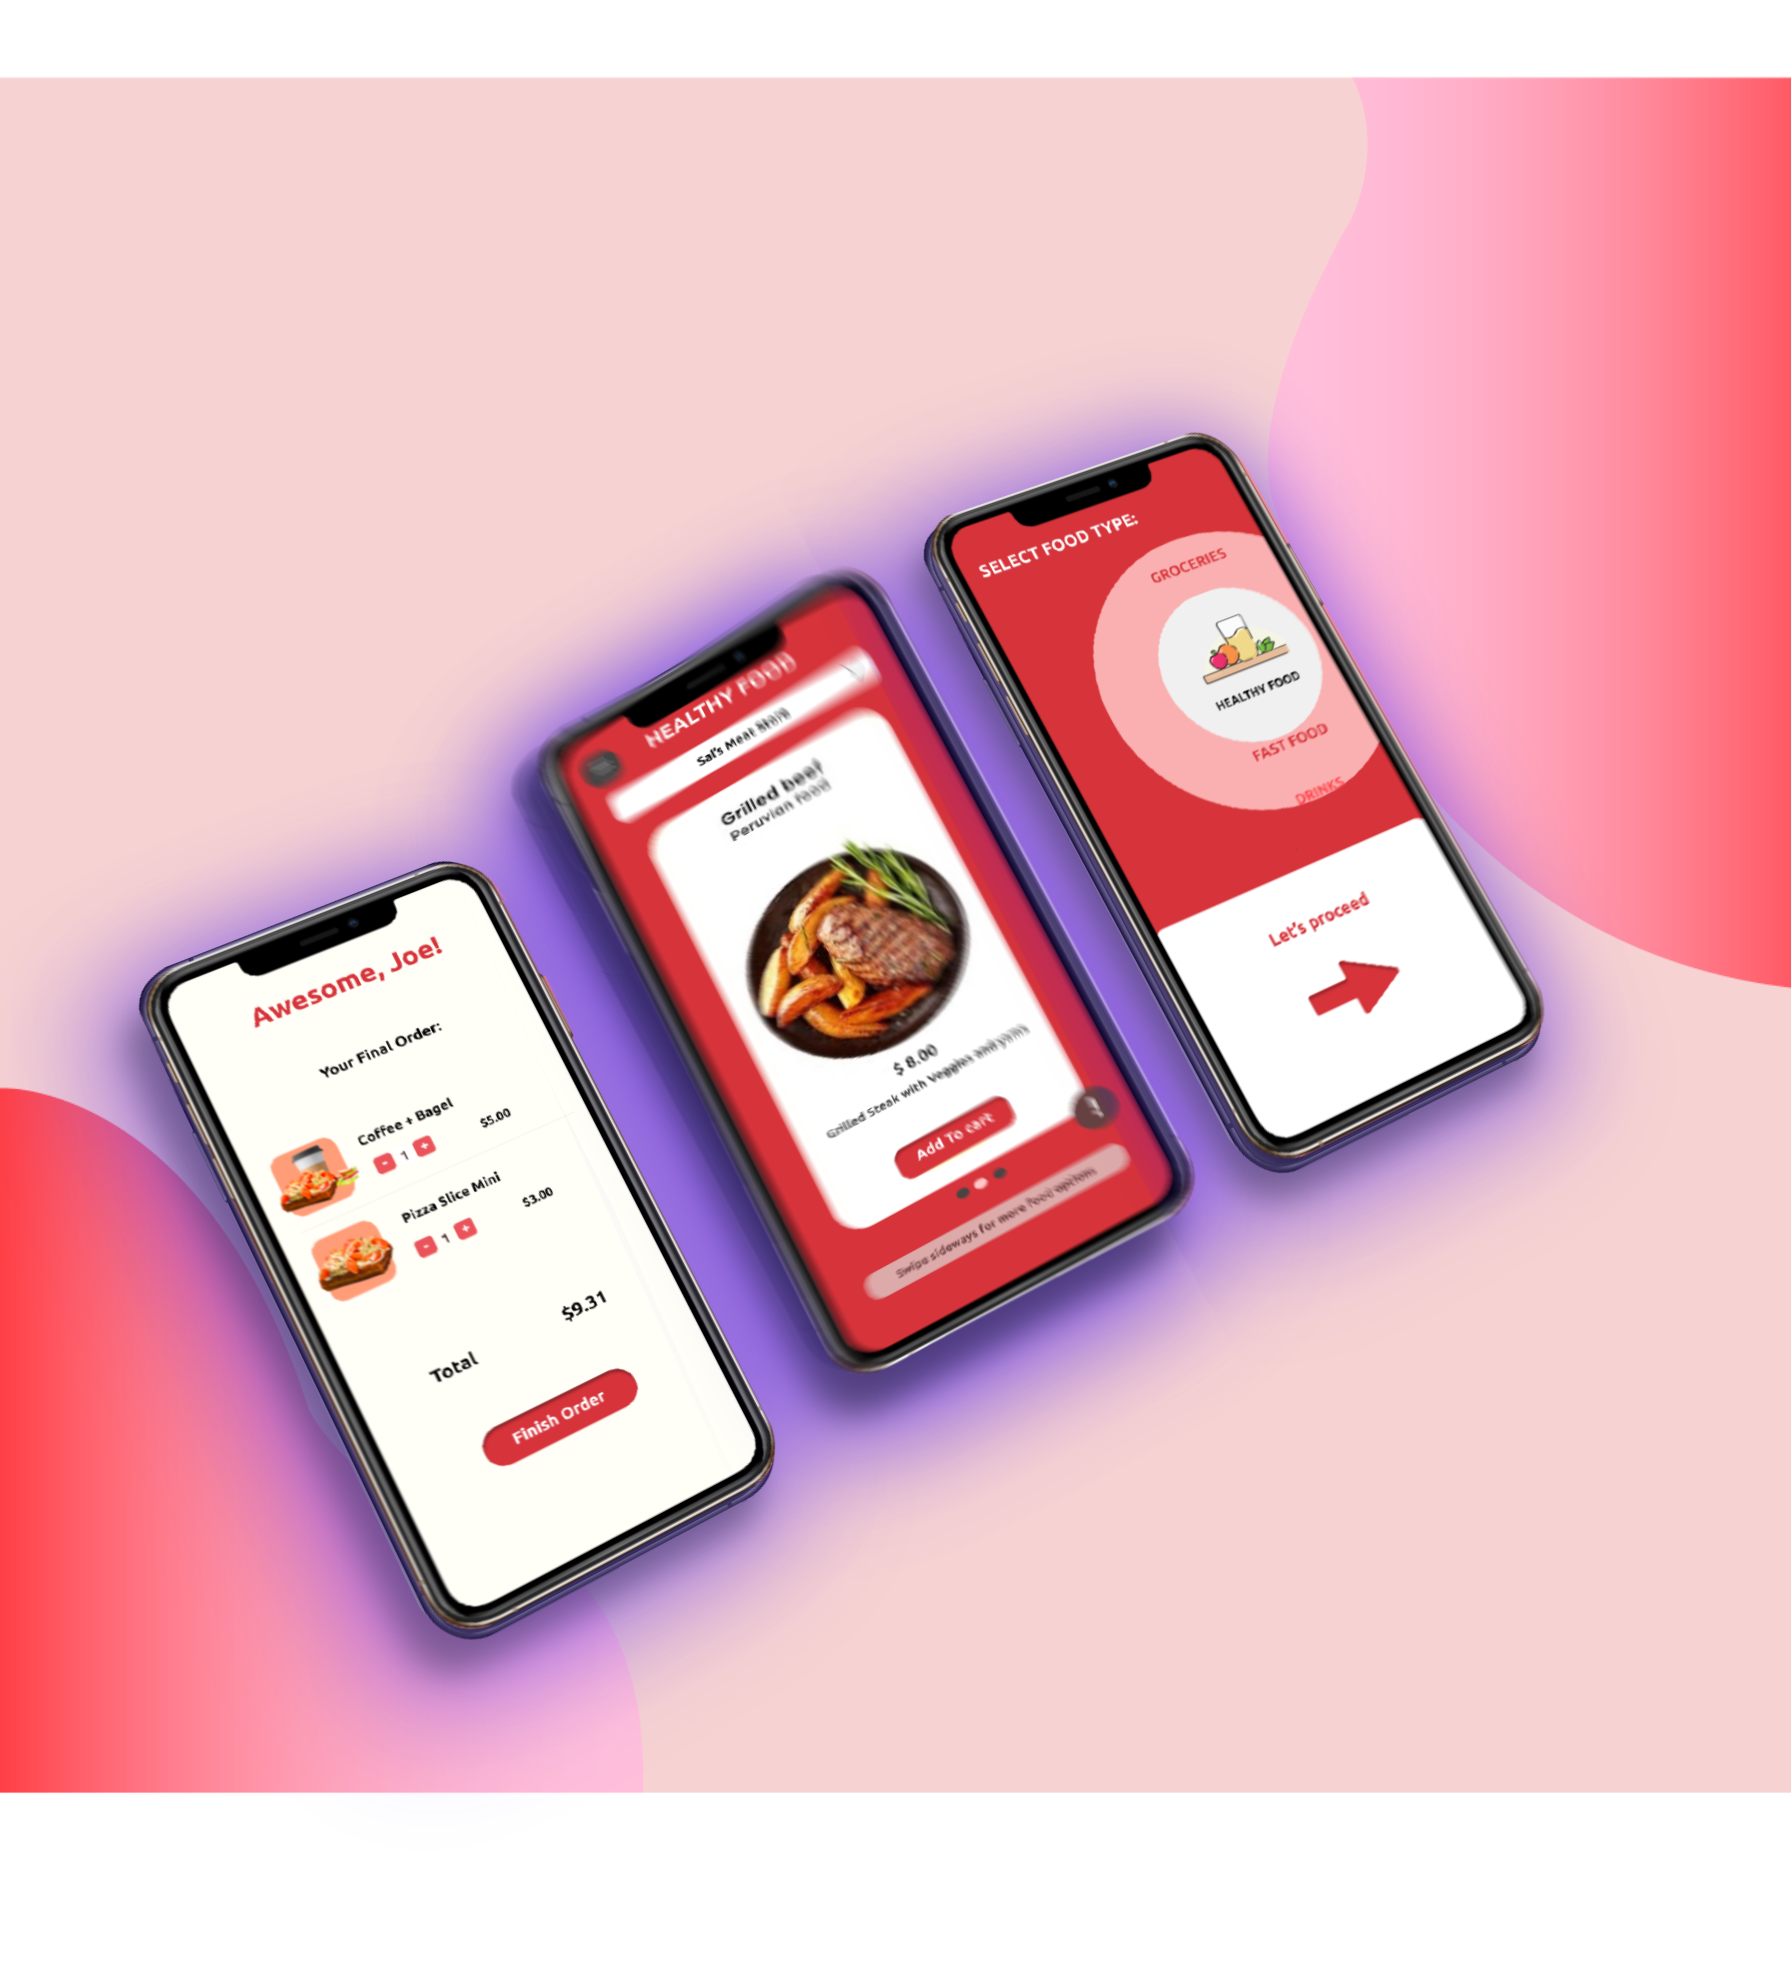 Awesome, Joe!
Your Final Order:
Coffee + Bagel
- 1 +
$5.00
Pizza Slice Mini
- 1 +
$3.00
$9.31
Total
Finish Order
HEALTHY FOOD
Sal's Meat Store
Grilled beef
Peruvian food
$ 8.00
Grilled Steak with Veggies and yams
Add To cart
Swipe sideways for more food options
SELECT FOOD TYPE:
GROCERIES
HEALTHY FOOD
FAST FOOD
DRINKS
Let's proceed